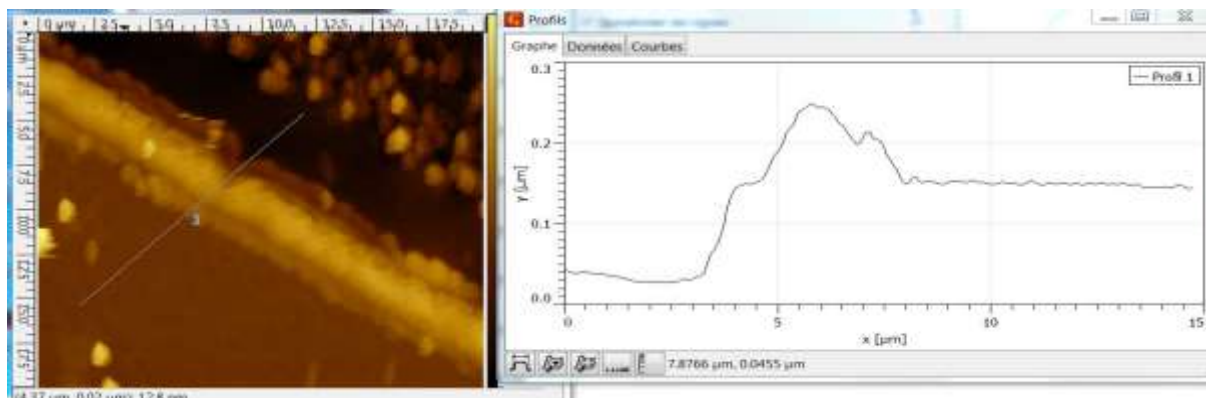 0 µm 2.5 5.0 7.5 10.0 12.5 15.0 17.5
Profils
Graphe Données Courbes
0.3
Profil 1
0.2
y [µm]
0.1
0.0
0 5 10 15
x [µm]
7.8766 µm, 0.0455 µm